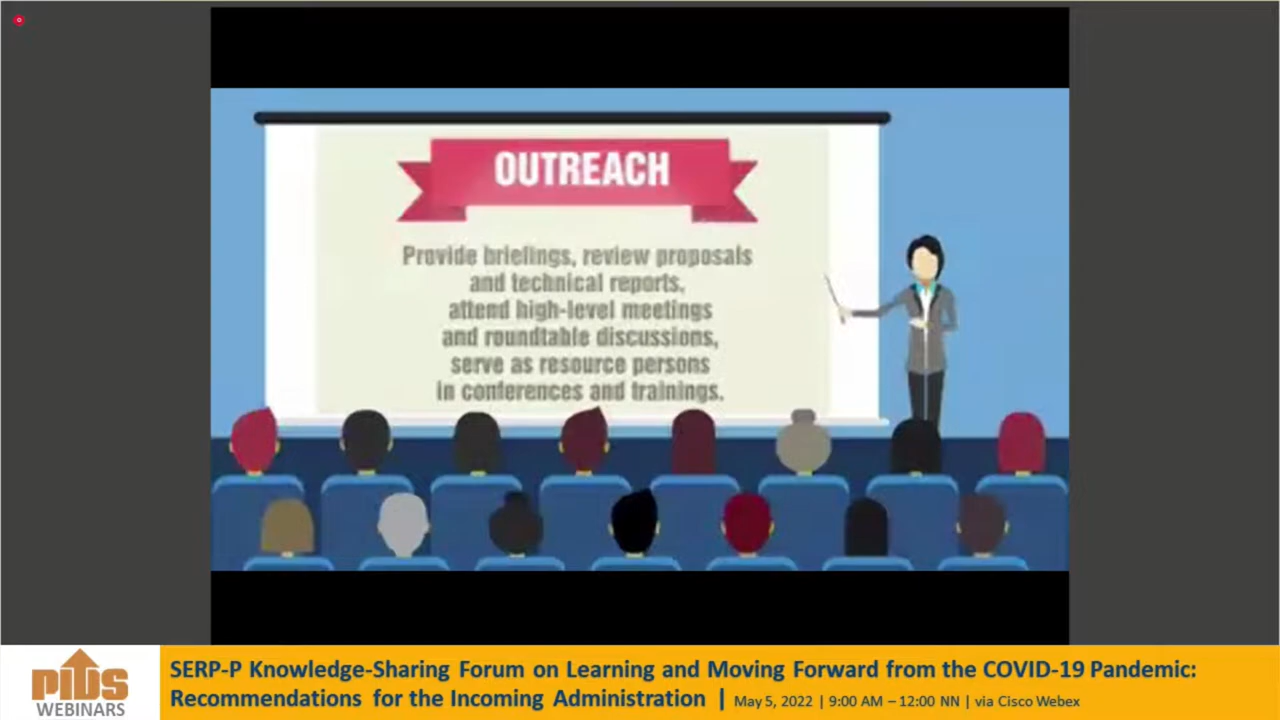 OUTREACH
Provide briefings, review proposals
and technical reports,
attend high-level meetings
and roundtable discussions,
serve as resource persons
in conferences and trainings.
PIDS
WEBINARS
SERP-P Knowledge-Sharing Forum on Learning and Moving Forward from the COVID-19 Pandemic:
Recommendations for the Incoming Administration | May 5, 2022 | 9:00 AM – 12:00 NN | via Cisco Webex